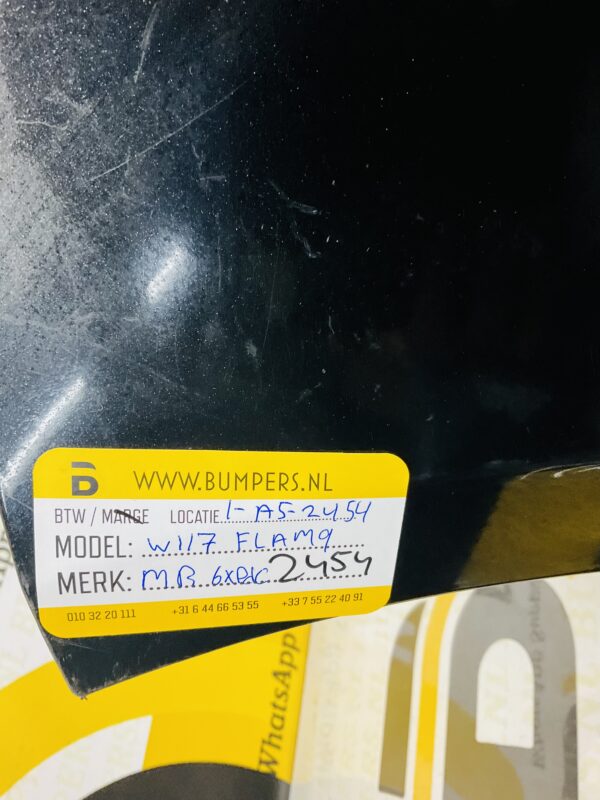 WWW.BUMPERS.NL
BTW / MARGE LOCATIE 1-A5-2454
MODEL: W117 FLAMQ
MERK: MB 6xPDC 2454
010 32 20 111 +31 6 44 66 53 55 +33 7 55 22 40 91
WhatsApp